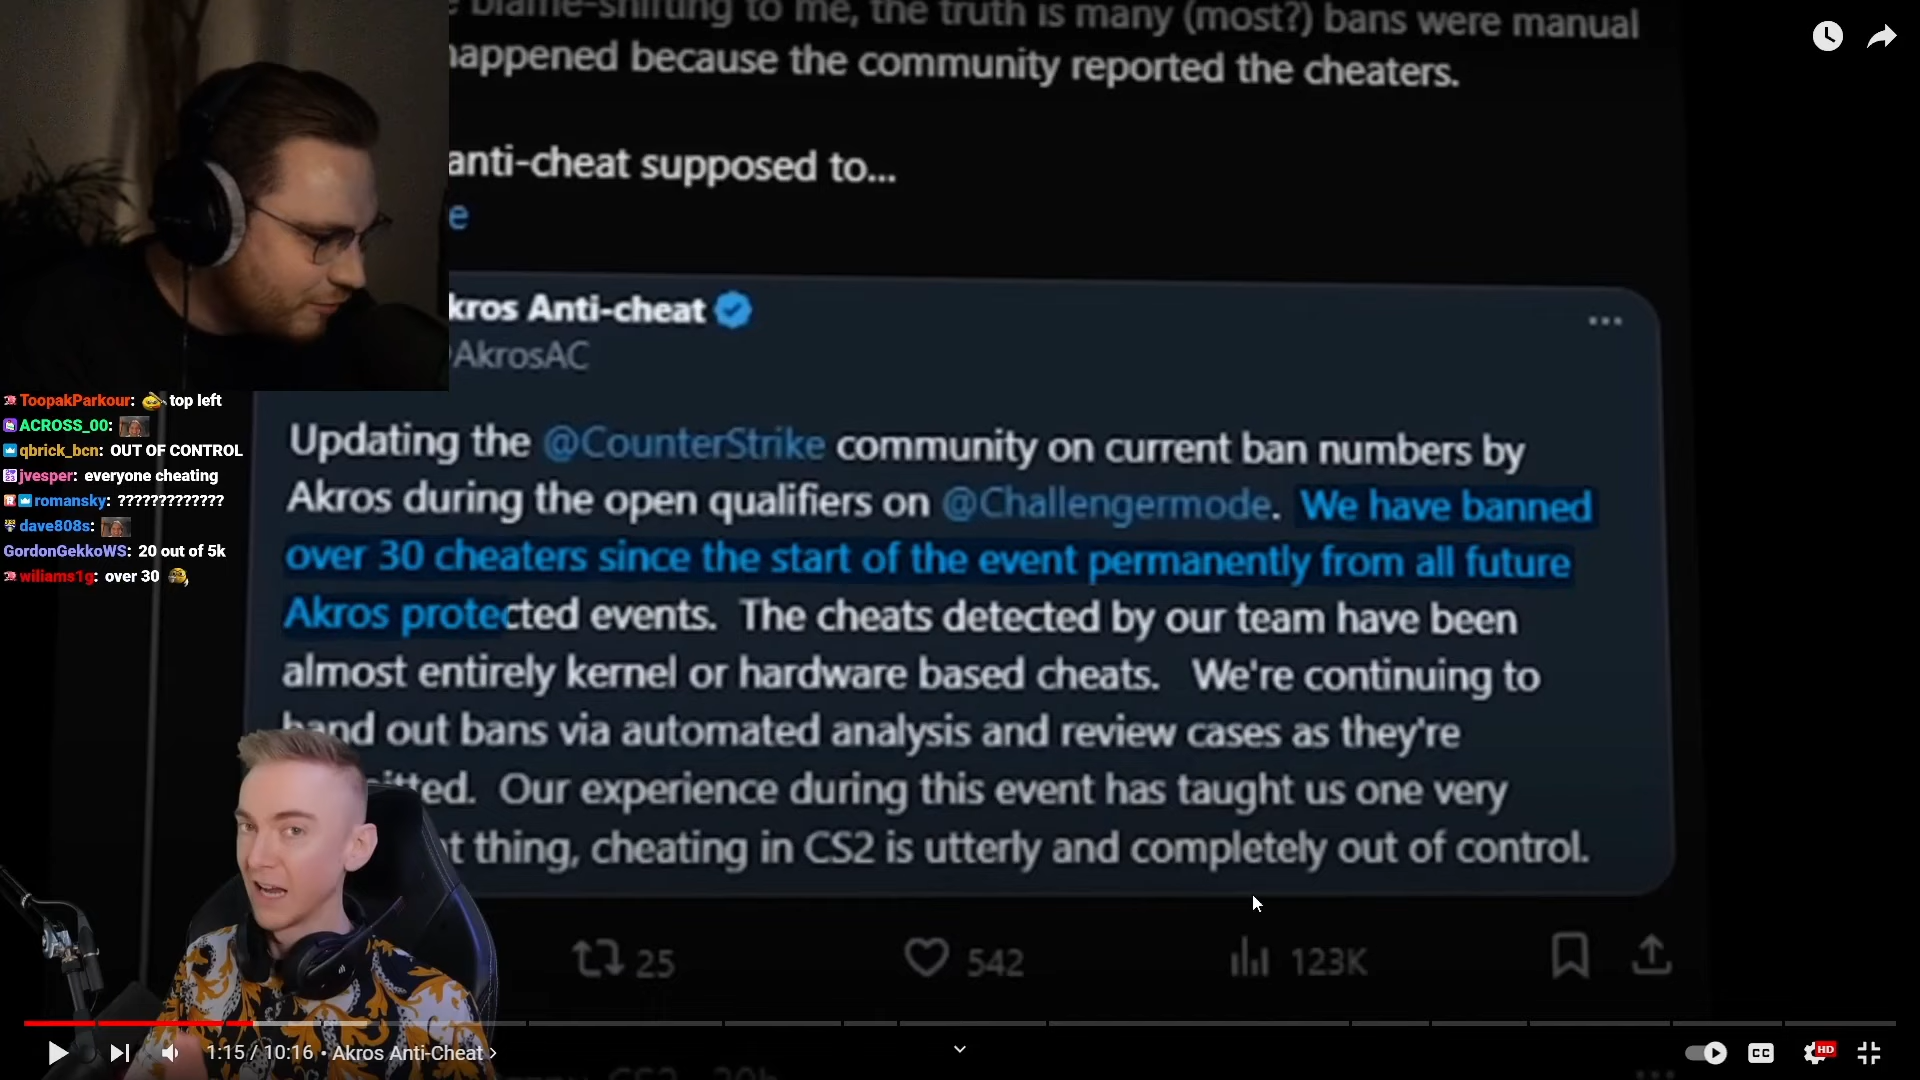 blame-shifting to me, the truth is many (most?) bans were manual
happened because the community reported the cheaters.
anti-cheat supposed to...
e
kros Anti-cheat
@AkrosAC
Updating the @CounterStrike community on current ban numbers by
Akros during the open qualifiers on @Challengermode. We have banned
over 30 cheaters since the start of the event permanently from all future
Akros protected events. The cheats detected by our team have been
almost entirely kernel or hardware based cheats. We're continuing to
hand out bans via automated analysis and review cases as they're
itted. Our experience during this event has taught us one very
t thing, cheating in CS2 is utterly and completely out of control.
25 542 123K
ToopakParkour: top left
ACROSS_00:
qbrick_bcn: OUT OF CONTROL
jvesper: everyone cheating
romansky: ?????????????
dave808s:
GordonGekkoWS: 20 out of 5k
wiliams1g: over 30
1:15 / 10:16 • Akros Anti-Cheat
CC
HD